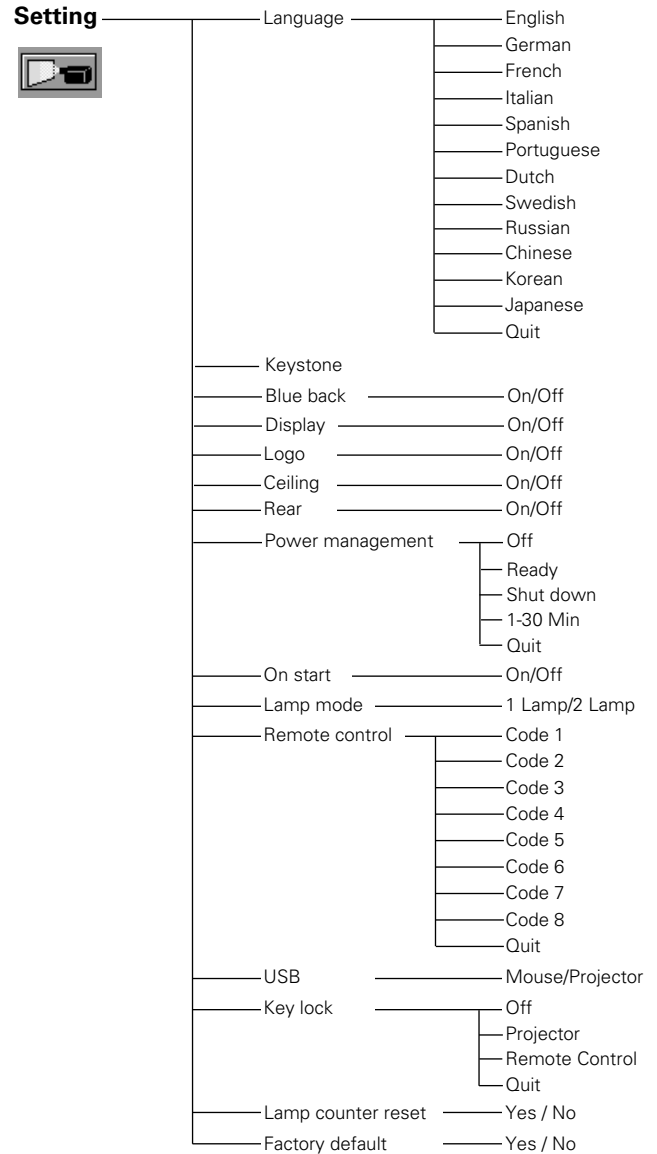 Setting Language English
German
French
Italian
Spanish
Portuguese
Dutch
Swedish
Russian
Chinese
Korean
Japanese
Quit
Keystone
Blue back On/Off
Display On/Off
Logo On/Off
Ceiling On/Off
Rear On/Off
Power management Off
Ready
Shut down
1-30 Min
Quit
On start On/Off
Lamp mode 1 Lamp/2 Lamp
Remote control Code 1
Code 2
Code 3
Code 4
Code 5
Code 6
Code 7
Code 8
Quit
USB Mouse/Projector
Key lock Off
Projector
Remote Control
Quit
Lamp counter reset Yes / No
Factory default Yes / No